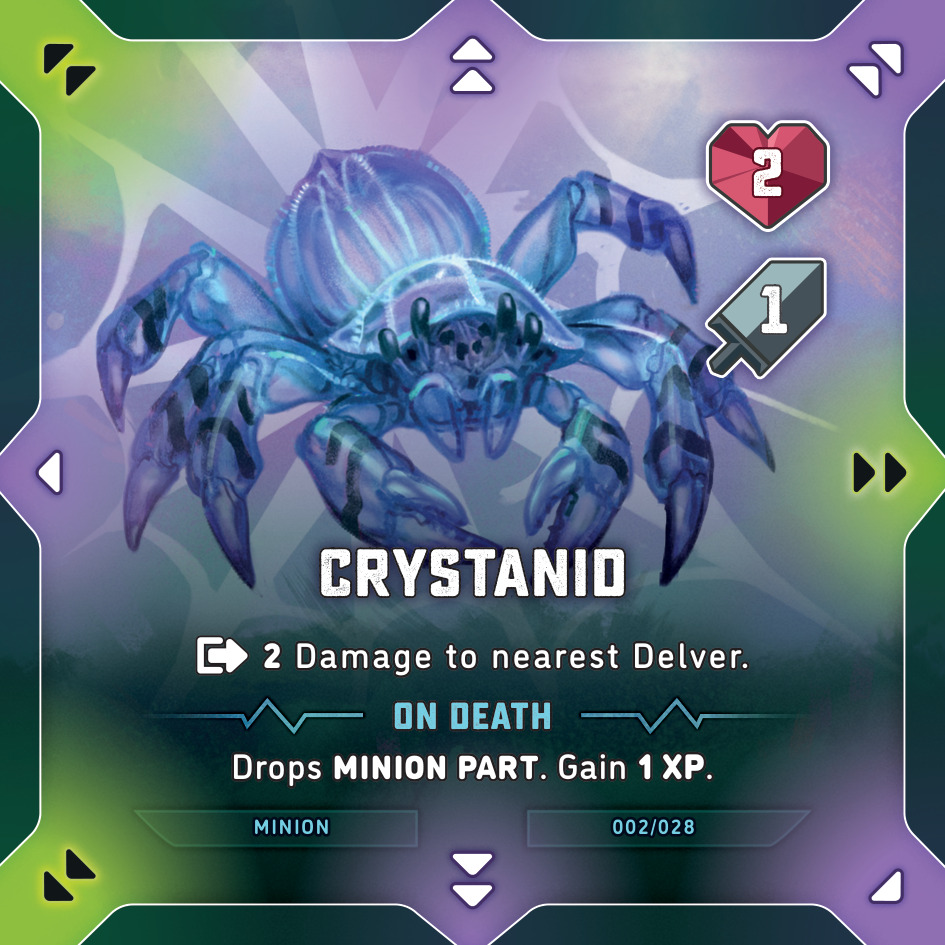 2
1
CRYSTANID
2 Damage to nearest Delver.
ON DEATH
Drops MINION PART. Gain 1 XP.
MINION
002/028